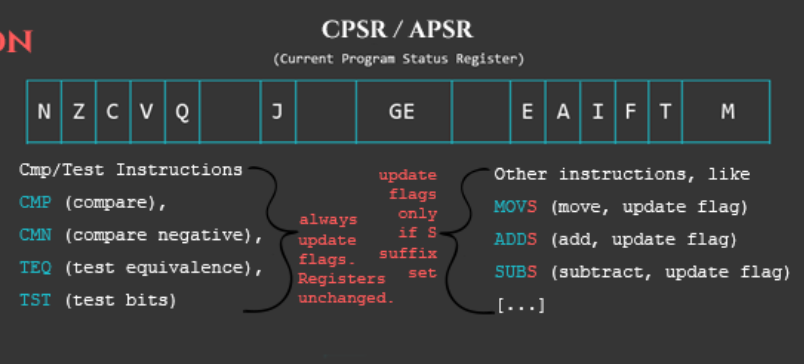 ON
CPSR / APSR
(Current Program Status Register)
N Z C V Q J GE E A I F T M
Cmp/Test Instructions
CMP (compare),
CMN (compare negative),
TEQ (test equivalence),
TST (test bits)
always
update
flags.
Registers
unchanged.
update
flags
only
if S
suffix
set
Other instructions, like
MOVS (move, update flag)
ADDS (add, update flag)
SUBS (subtract, update flag)
[...]